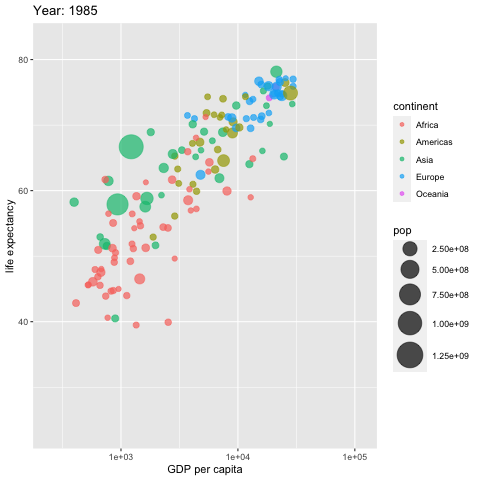 Year: 1985
80
60
40
life expectancy
1e+03
1e+04
1e+05
GDP per capita
continent
Africa
Americas
Asia
Europe
Oceania
pop
2.50e+08
5.00e+08
7.50e+08
1.00e+09
1.25e+09